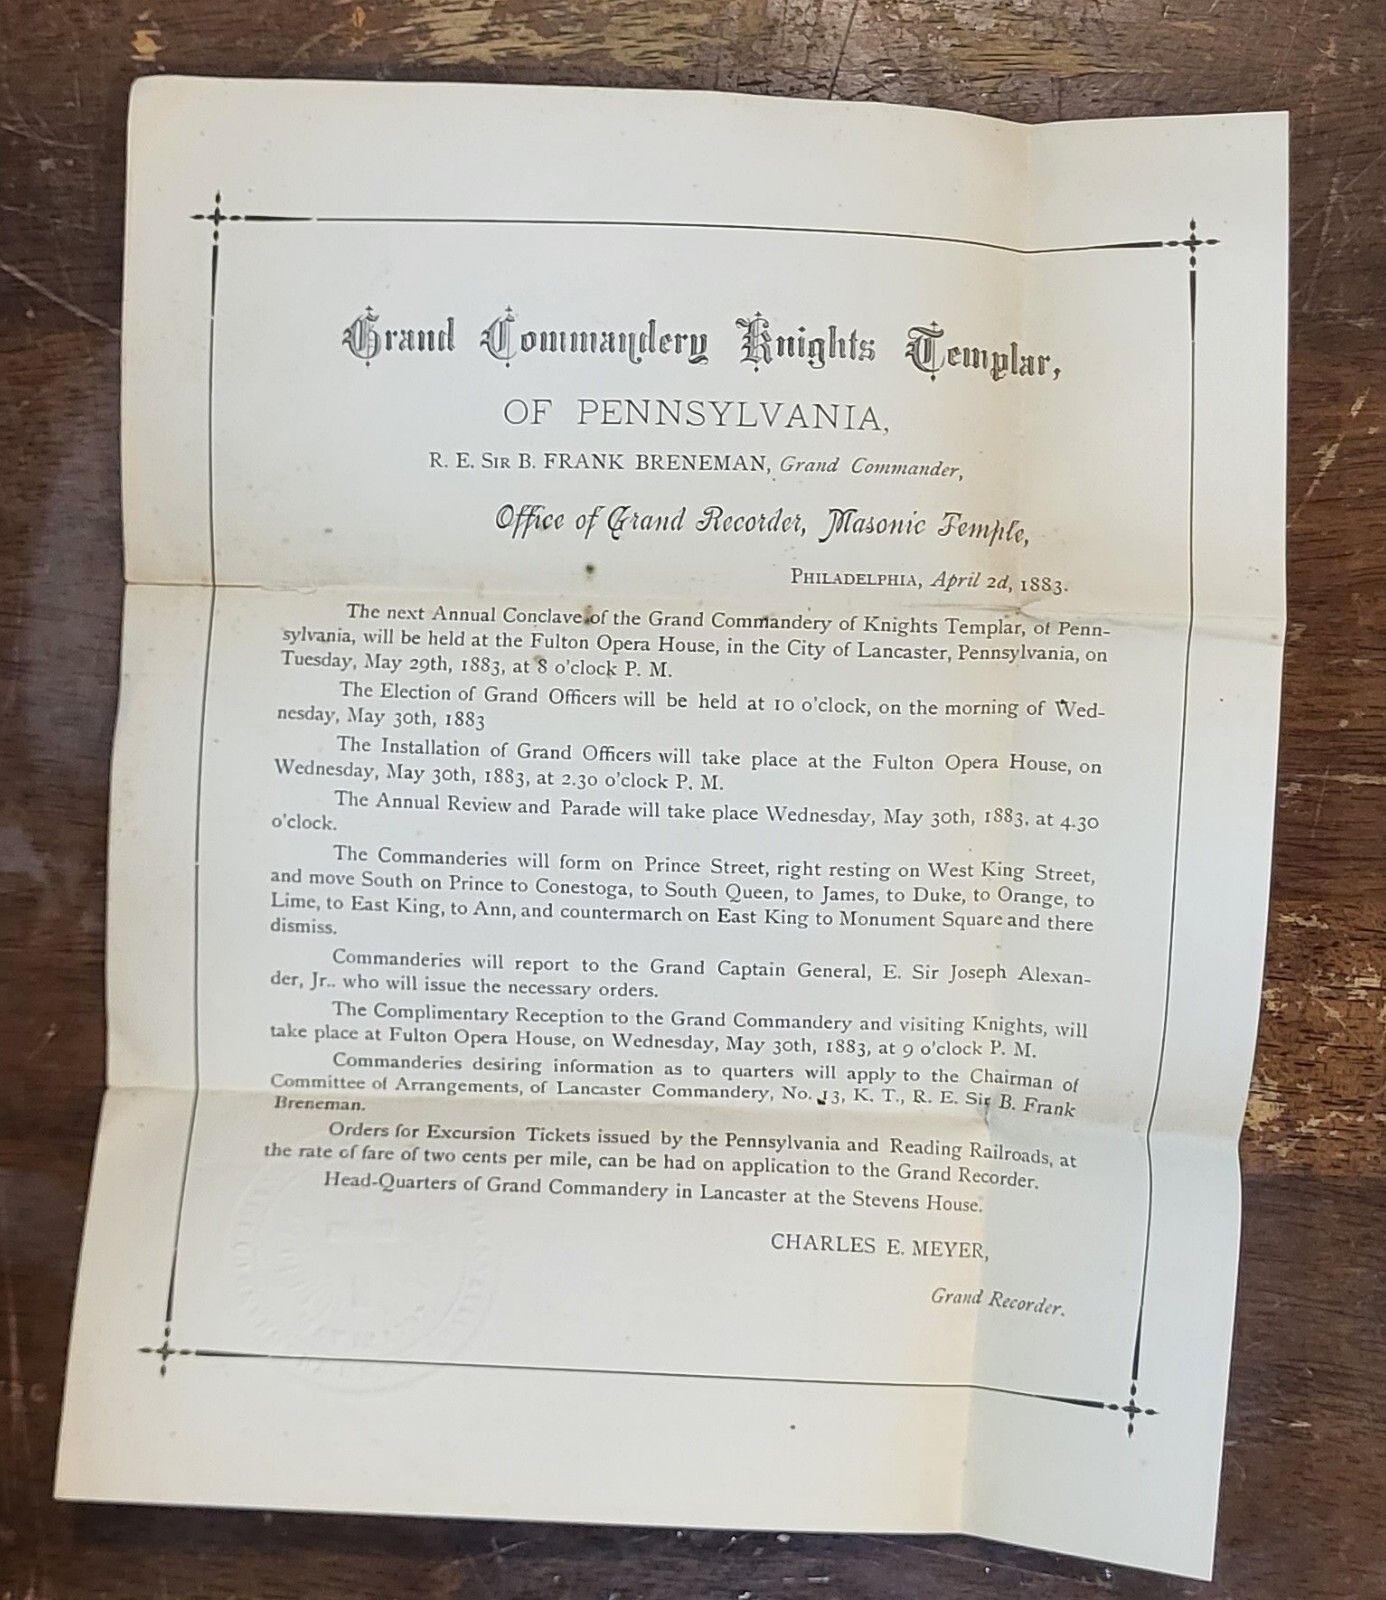 Grand Commandery Knights Templar,
OF PENNSYLVANIA,
R. E. SIR B. FRANK BRENEMAN, Grand Commander,
Office of Grand Recorder, Masonic Temple,
PHILADELPHIA, April 2d, 1883.
The next Annual Conclave of the Grand Commandery of Knights Templar, of Penn-
sylvania, will be held at the Fulton Opera House, in the City of Lancaster, Pennsylvania, on
Tuesday, May 29th, 1883, at 8 o'clock P. M.
The Election of Grand Officers will be held at 10 o'clock, on the morning of Wed-
nesday, May 30th, 1883
The Installation of Grand Officers will take place at the Fulton Opera House, on
Wednesday, May 30th, 1883, at 2.30 o'clock P. M.
The Annual Review and Parade will take place Wednesday, May 30th, 1883, at 4.30
o'clock.
The Commanderies will form on Prince Street, right resting on West King Street,
and move South on Prince to Conestoga, to South Queen, to James, to Duke, to Orange, to
Lime, to East King, to Ann, and countermarch on East King to Monument Square and there
dismiss.
Commanderies will report to the Grand Captain General, E. Sir Joseph Alexan-
der, Jr.. who will issue the necessary orders.
The Complimentary Reception to the Grand Commandery and visiting Knights, will
take place at Fulton Opera House, on Wednesday, May 30th, 1883, at 9 o'clock P. M.
Commanderies desiring information as to quarters will apply to the Chairman of
Committee of Arrangements, of Lancaster Commandery, No. 13, K. T., R. E. Sir B. Frank
Breneman.
Orders for Excursion Tickets issued by the Pennsylvania and Reading Railroads, at
the rate of fare of two cents per mile, can be had on application to the Grand Recorder.
Head-Quarters of Grand Commandery in Lancaster at the Stevens House.
CHARLES E. MEYER,
Grand Recorder.